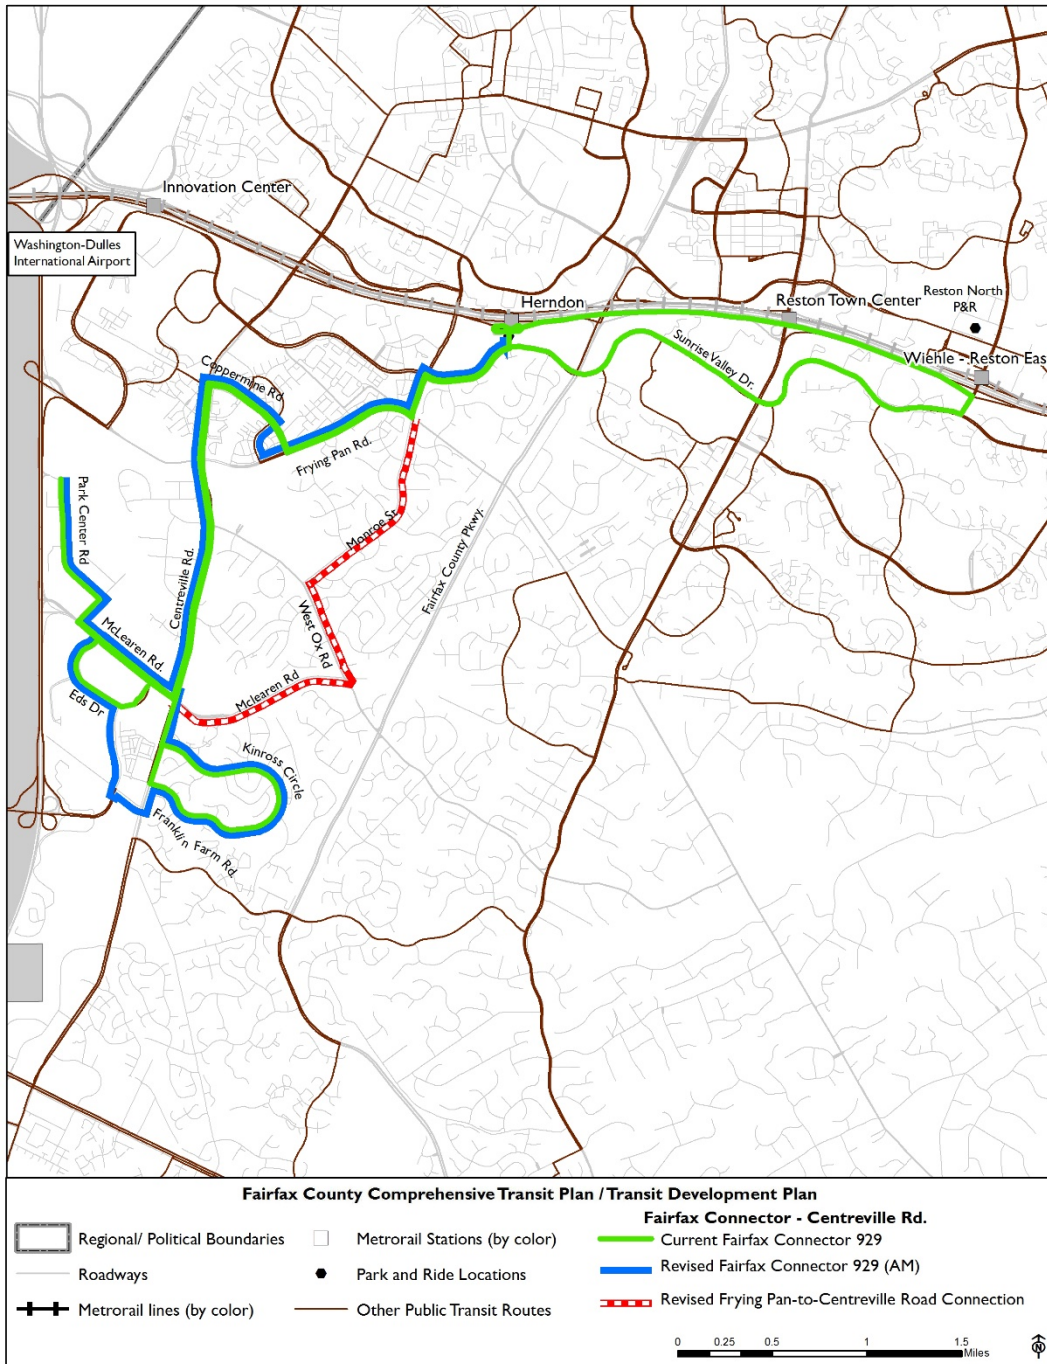 Innovation Center
Washington-Dulles
International Airport
Herndon
Reston Town Center
Reston North
P&R
Wiehle - Reston Eas
Sunrise Valley Dr.
Coppermine Rd
Frying Pan Rd.
Park Center Rd
Centreville Rd.
Monroe St.
Fairfax County Pkwy.
West Ox Rd
McLearen Rd.
Mclearen Rd
Eds Dr
Kinross Circle
Franklin Farm Rd.
Fairfax County Comprehensive Transit Plan / Transit Development Plan
Regional/ Political Boundaries
Roadways
Metrorail lines (by color)
Metrorail Stations (by color)
Park and Ride Locations
Other Public Transit Routes
Fairfax Connector - Centreville Rd.
Current Fairfax Connector 929
Revised Fairfax Connector 929 (AM)
Revised Frying Pan-to-Centreville Road Connection
0 0.25 0.5 1 1.5
Miles
N